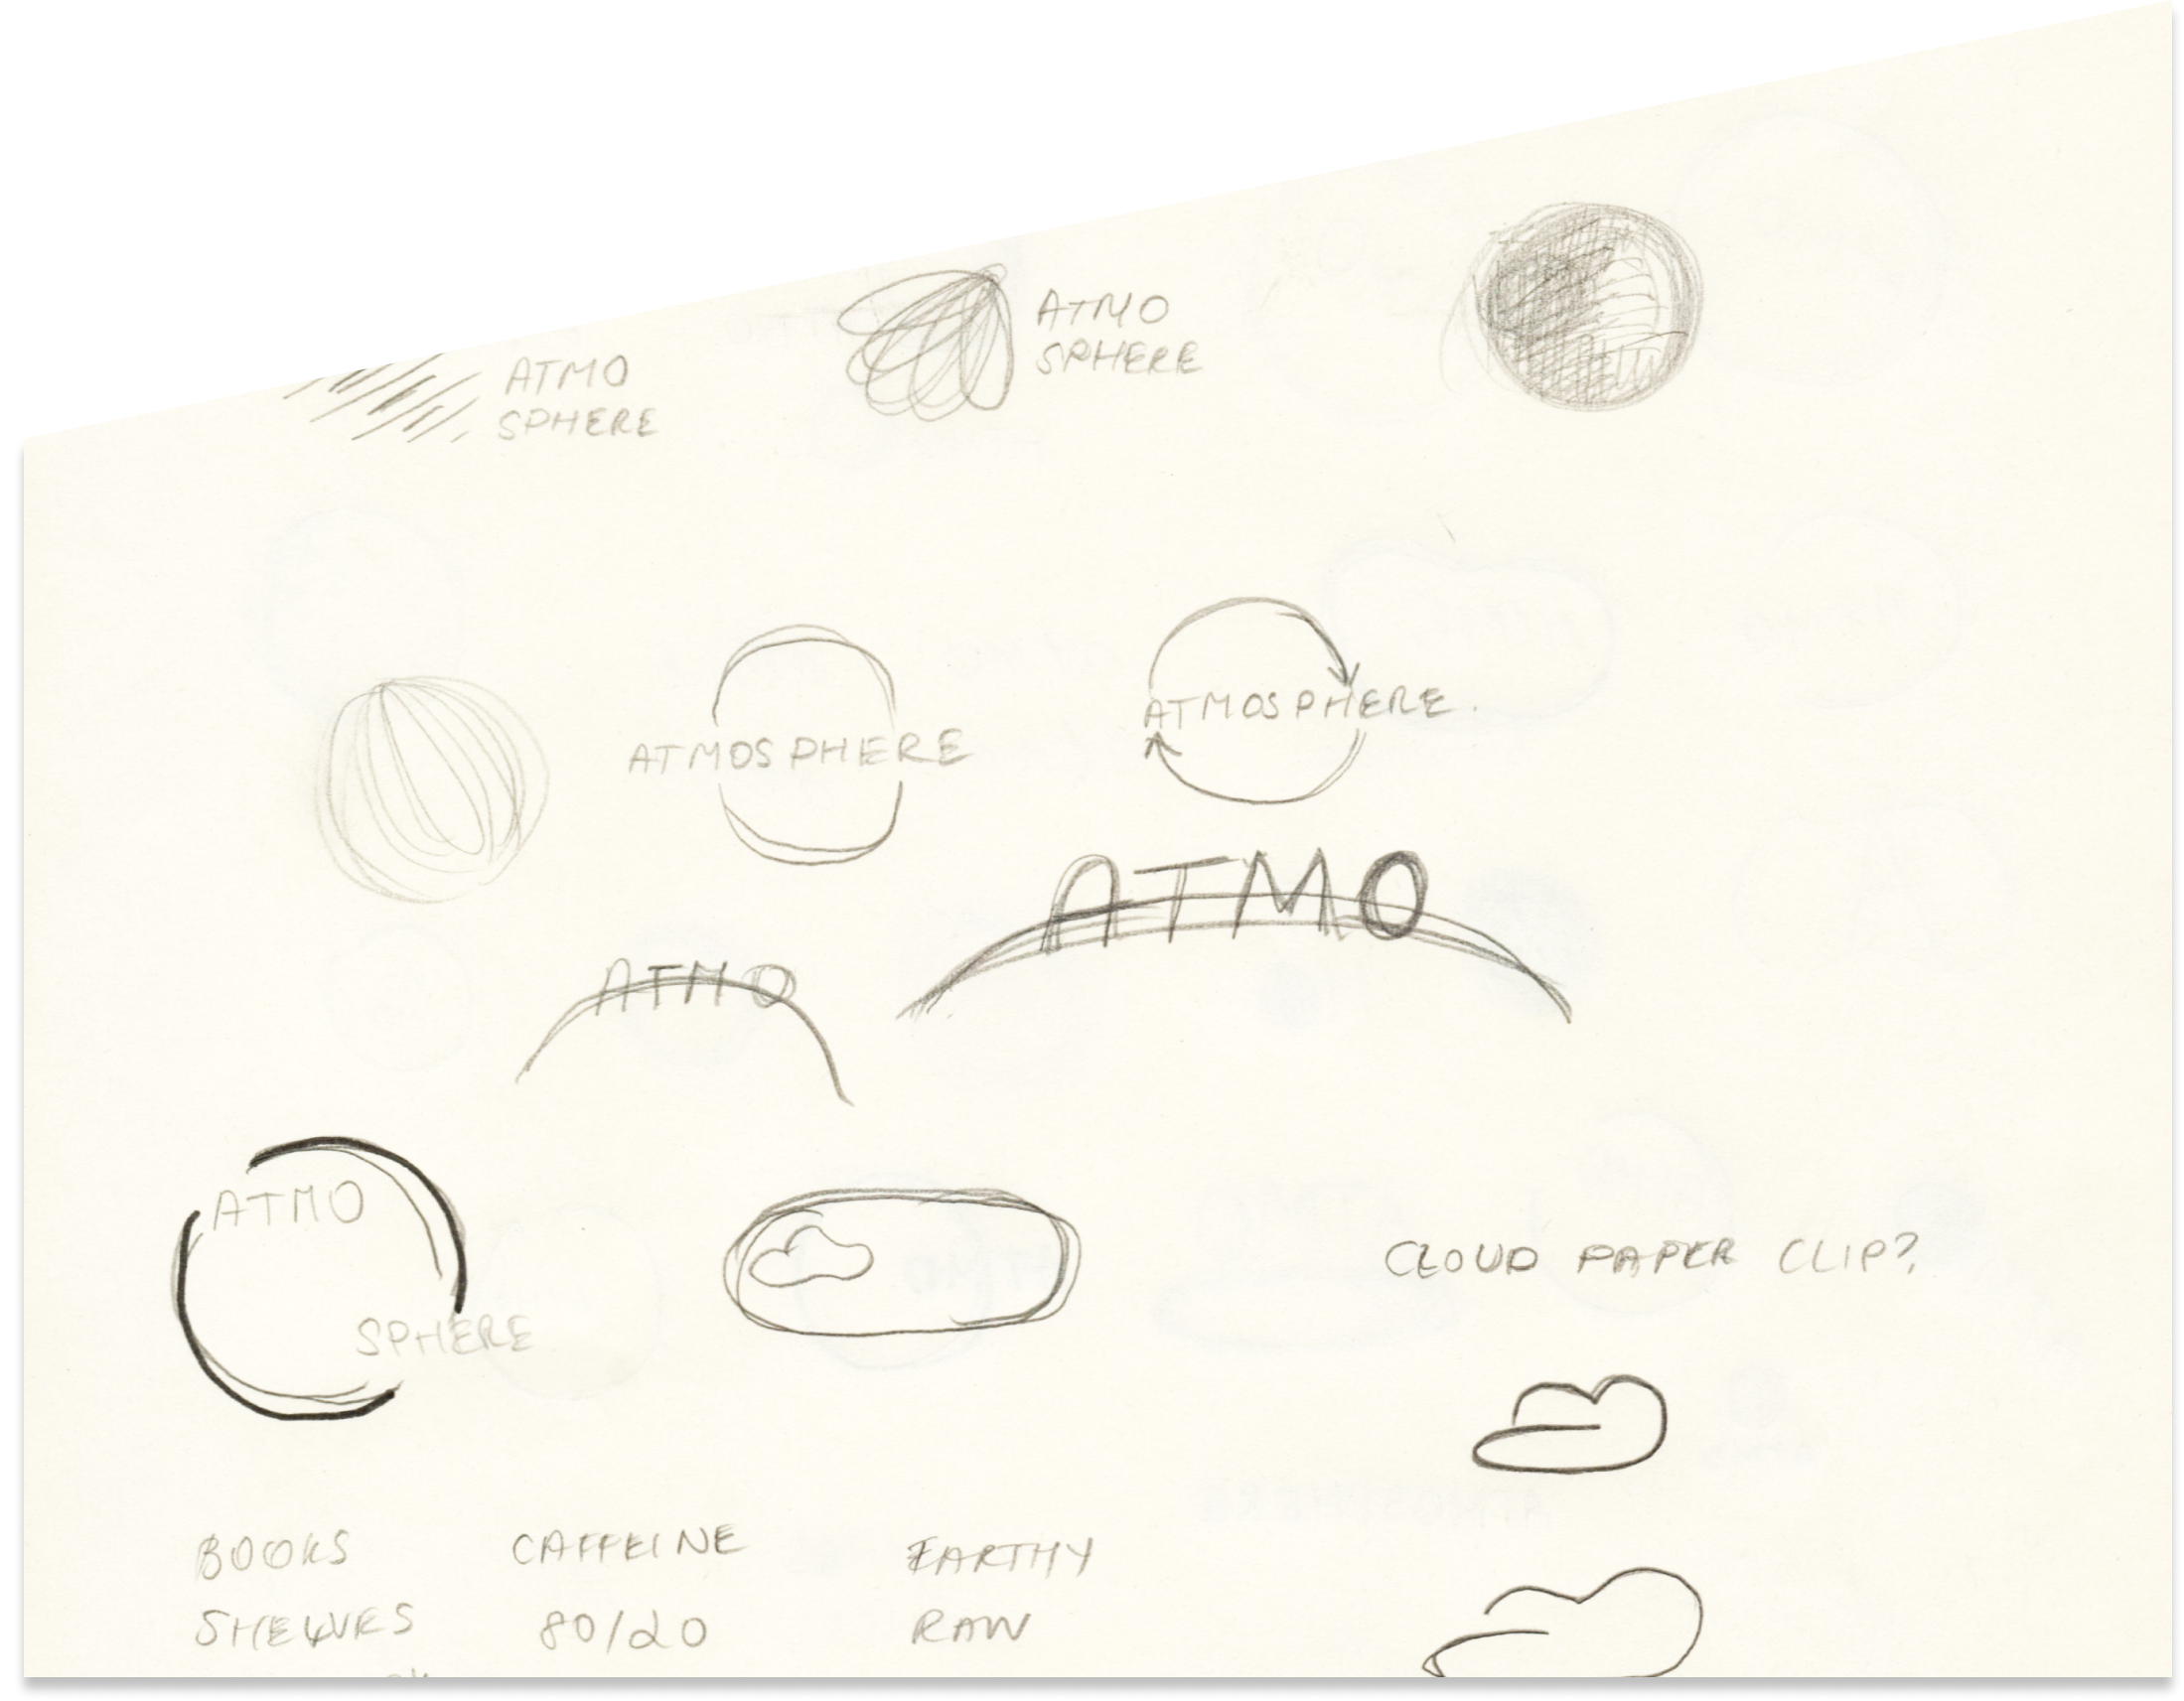 ATMO
SPHERE
ATMO
SPHERE
ATMOSPHERE
ATMOSPHERE.
ATMO
ATMO
ATMO
SPHERE
CLOUD PAPER CLIP?
BOOKS
SHELVES
CAFFEINE
80/20
EARTHY
RAW